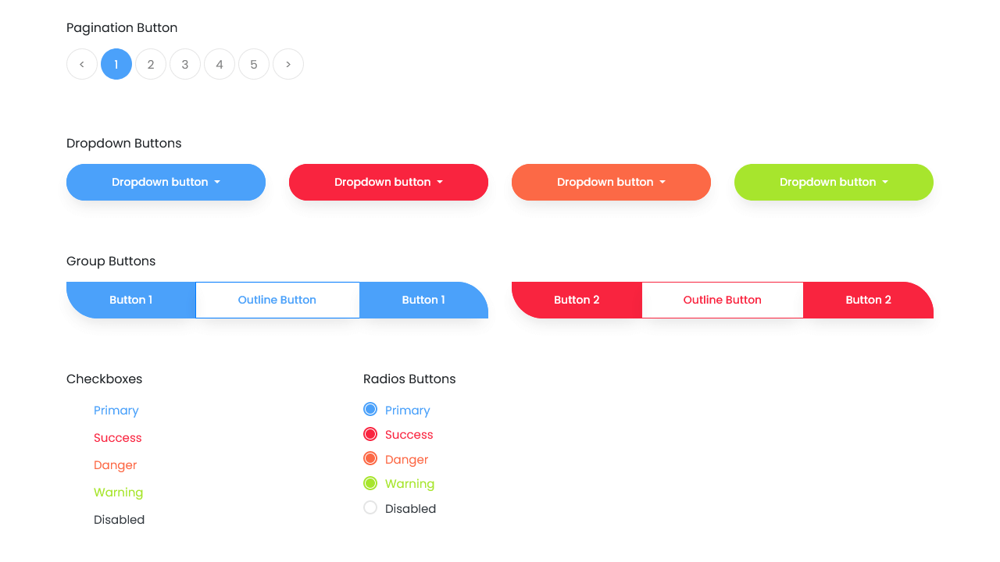 Pagination Button
< 1 2 3 4 5 >
Dropdown Buttons
Dropdown button Dropdown button Dropdown button Dropdown button
Group Buttons
Button 1 Outline Button Button 1 Button 2 Outline Button Button 2
Checkboxes
Primary
Success
Danger
Warning
Disabled
Radios Buttons
Primary
Success
Danger
Warning
Disabled